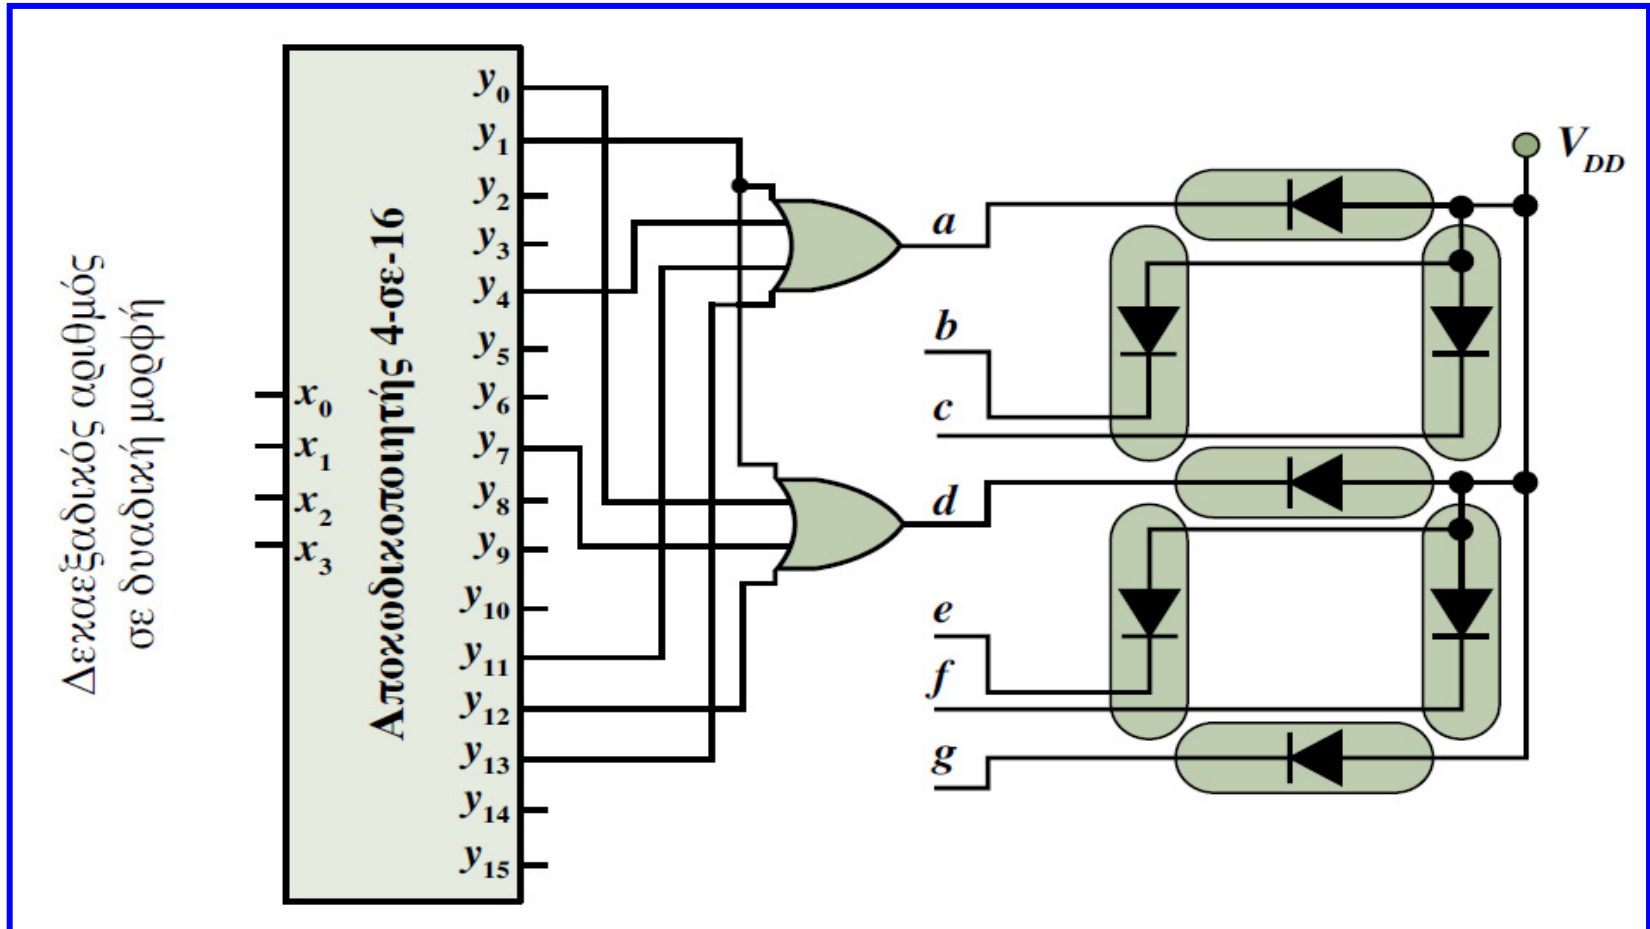 Δεκαεξαδικός αριθμός
σε δυαδική μορφή
x0
x1
x2
x3
Αποκωδικοποιητής 4-σε-16
y0
y1
y2
y3
y4
y5
y6
y7
y8
y9
y10
y11
y12
y13
y14
y15
a
b
c
d
e
f
g
VDD